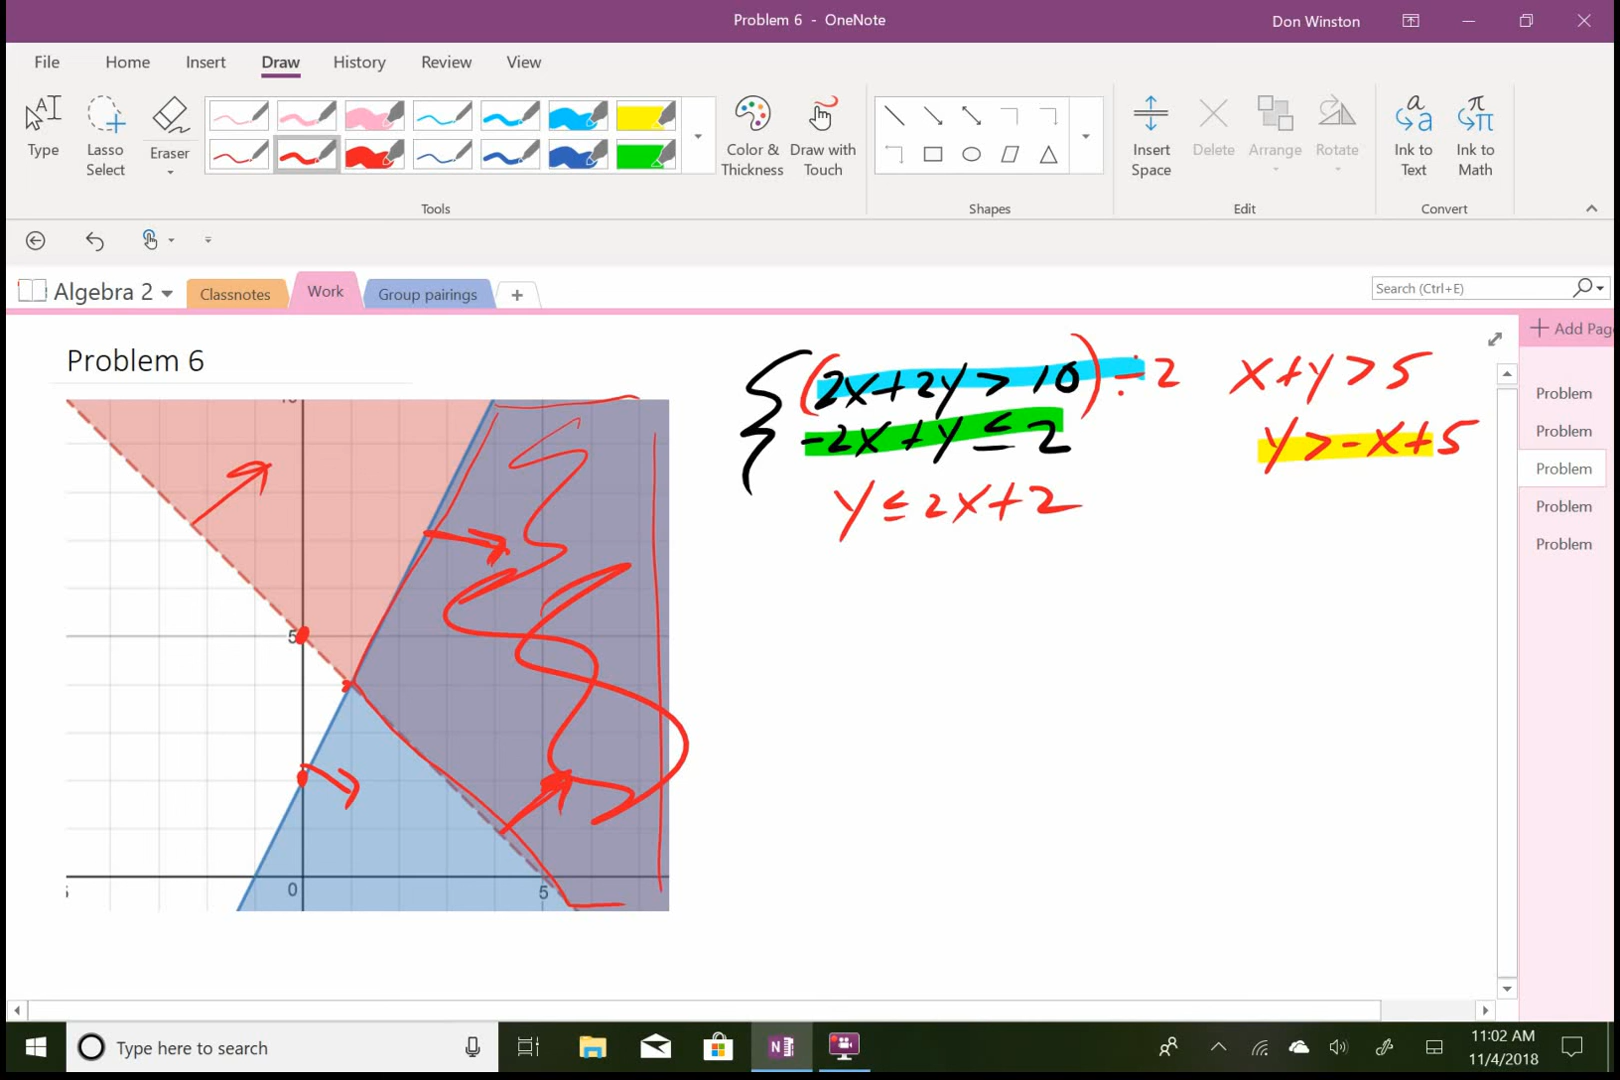 Problem 6 - OneNote
Don Winston
File Home Insert Draw History Review View
Type
Lasso Select
Eraser
Color & Thickness
Draw with Touch
Insert Space
Delete
Arrange
Rotate
Ink to Text
Ink to Math
Tools
Shapes
Edit
Convert
Algebra 2
Classnotes
Work
Group pairings
+
Search (Ctrl+E)
Add Pag
Problem
Problem
Problem
Problem
Problem
Problem 6
(2x+2y>10)÷2
x+y>5
-2x+y≤2
y>-x+5
y≤2x+2
5
0
5
Type here to search
11:02 AM
11/4/2018